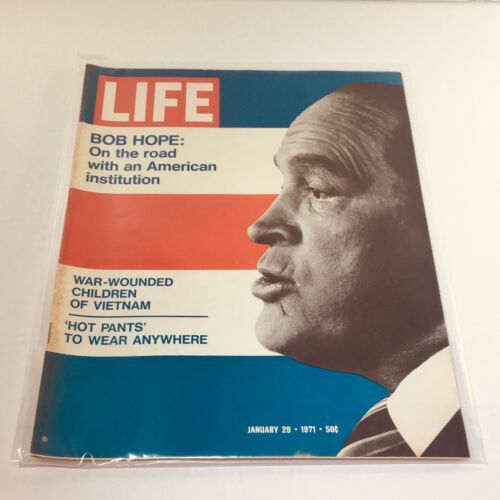 LIFE
BOB HOPE:
On the road
with an American
institution
WAR-WOUNDED
CHILDREN
OF VIETNAM
'HOT PANTS'
TO WEAR ANYWHERE
JANUARY 29 • 1971 • 50¢